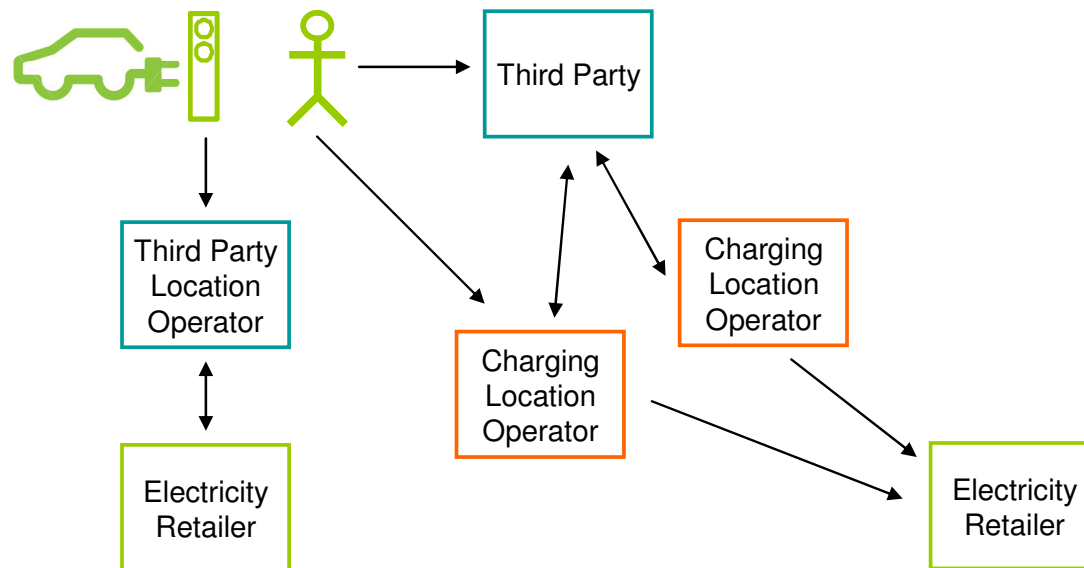 Third Party
Third Party
Location
Operator
Charging
Location
Operator
Charging
Location
Operator
Electricity
Retailer
Electricity
Retailer